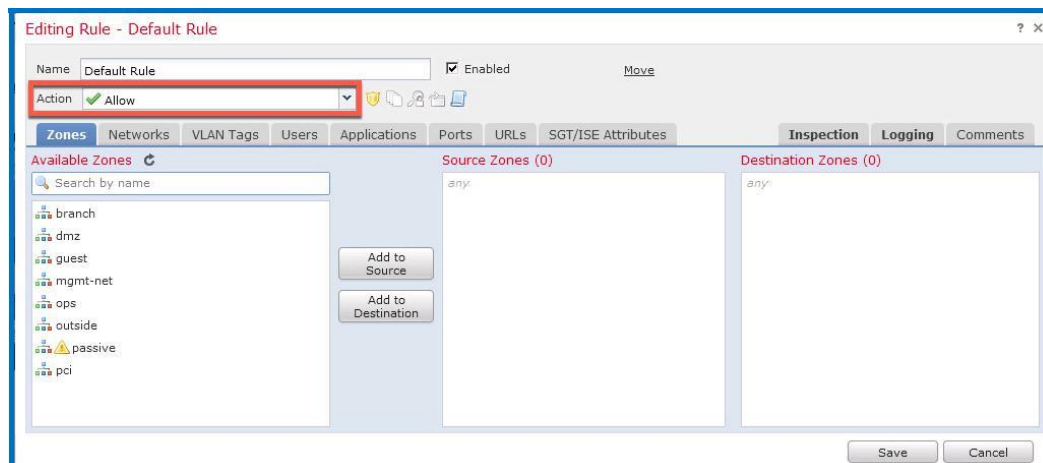 Editing Rule - Default Rule
? X
Name Default Rule Enabled Move
Action Allow
Zones Networks VLAN Tags Users Applications Ports URLs SGT/ISE Attributes Inspection Logging Comments
Available Zones Source Zones (0) Destination Zones (0)
Search by name any any
branch
dmz
guest
mgmt-net
ops
outside
passive
pci
Add to
Source
Add to
Destination
Save Cancel